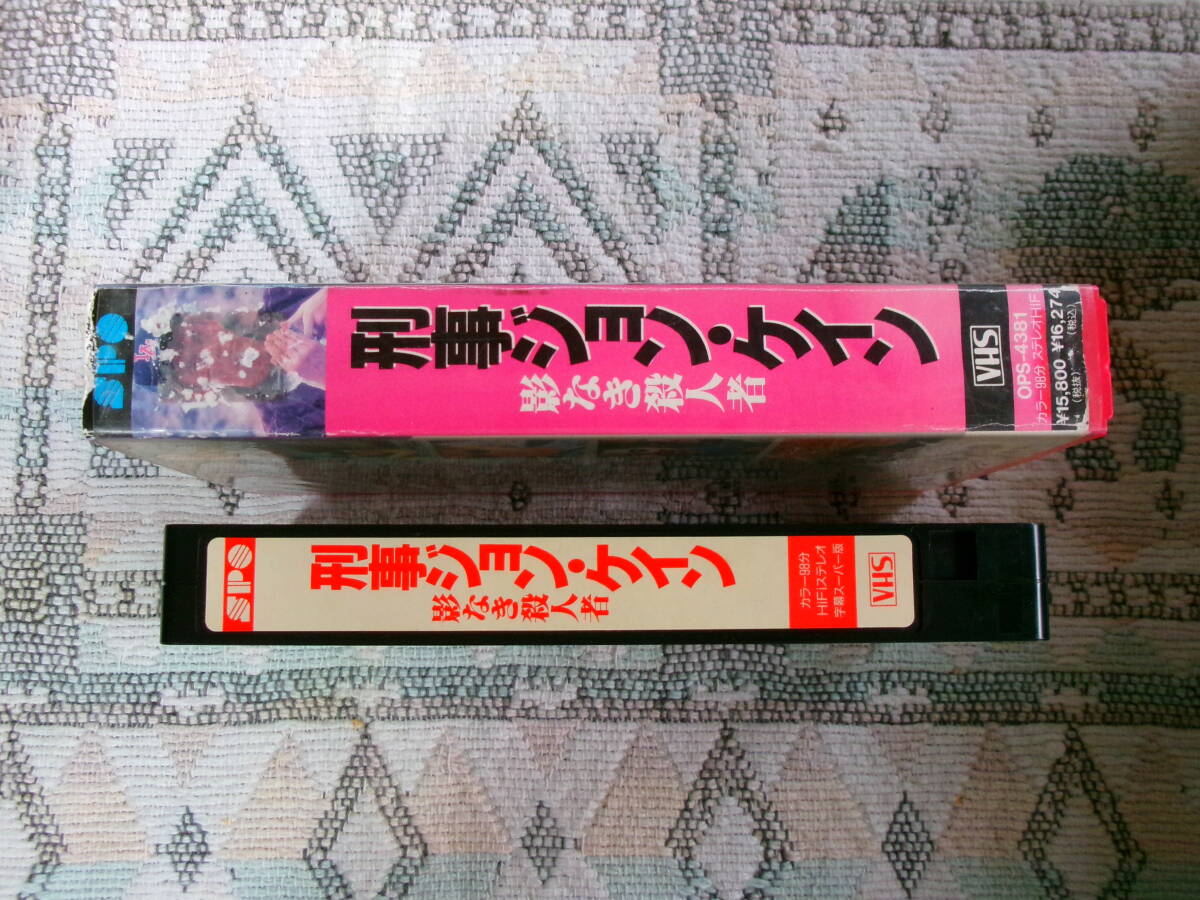 SPO
刑事ジョン・ケイン
影なき殺人者
VHS
OPS-4381
カラー98分 ステレオHiFi
¥15,800 ¥16,274
(税抜) (税込)
SPO
刑事ジョン・ケイン
影なき殺人者
カラー98分
HiFiステレオ
字幕スーパー版
VHS